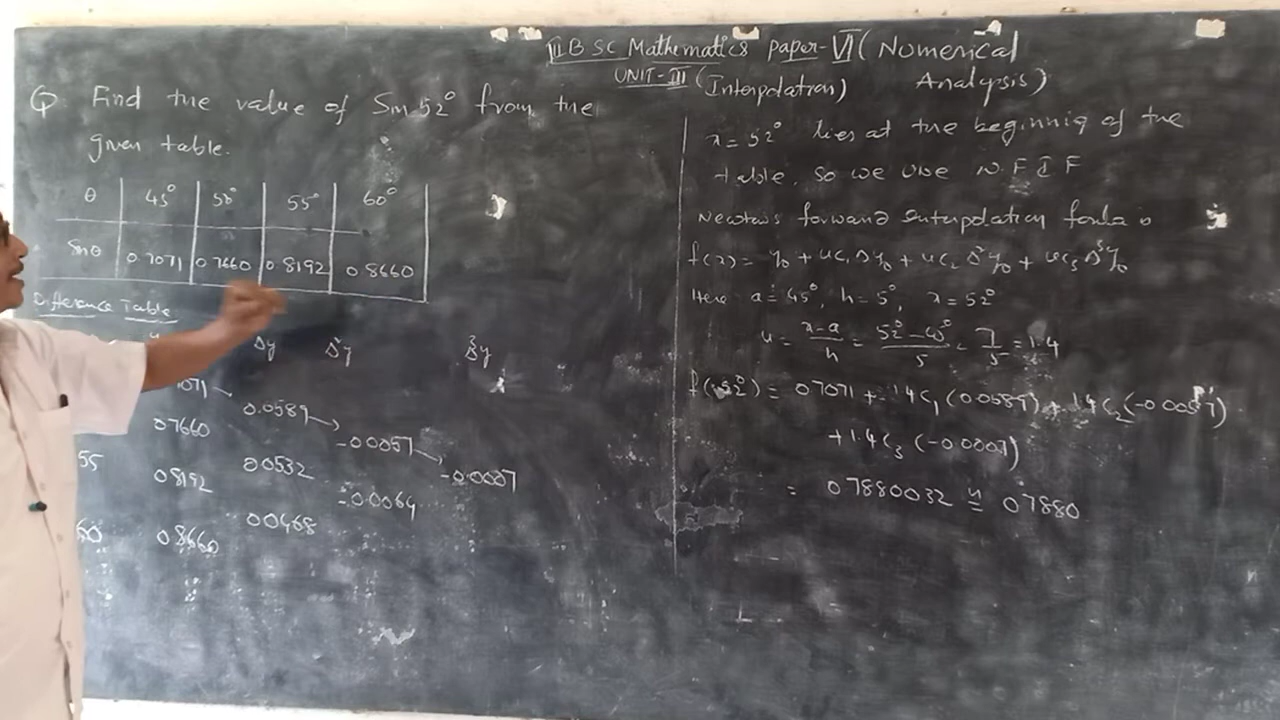 III B SC Mathematics paper-VI (Numerical Analysis)
UNIT-III (Interpolation)
Q Find the value of Sin 52° from the
given table.
θ 45° 50° 55° 60°
Sinθ 0.7071 0.7660 0.8192 0.8660
Difference Table
Δy Δ²y Δ³y
7071
0.0589
0.7660 -0.0057
55 0.0532 -0.0007
0.8192 -0.0064
0.0468
60 0.8660
x = 52° lies at the beginnig of the
table, so we use N.F I F
Newton's forward interpolation formula is
f(x) = y₀ + uc₁ Δy₀ + uc₂ Δ²y₀ + uc₃ Δ³y₀
Here a = 45°, h = 5°, x = 52°
u = x-a/h = 52°-45°/5 = 7/5 = 1.4
f(52°) = 0.7071 + 1.4c₁ (0.0589) + 1.4c₂ (-0.0057)
+ 1.4c₃ (-0.0007)
= 0.7880032 ≃ 0.7880